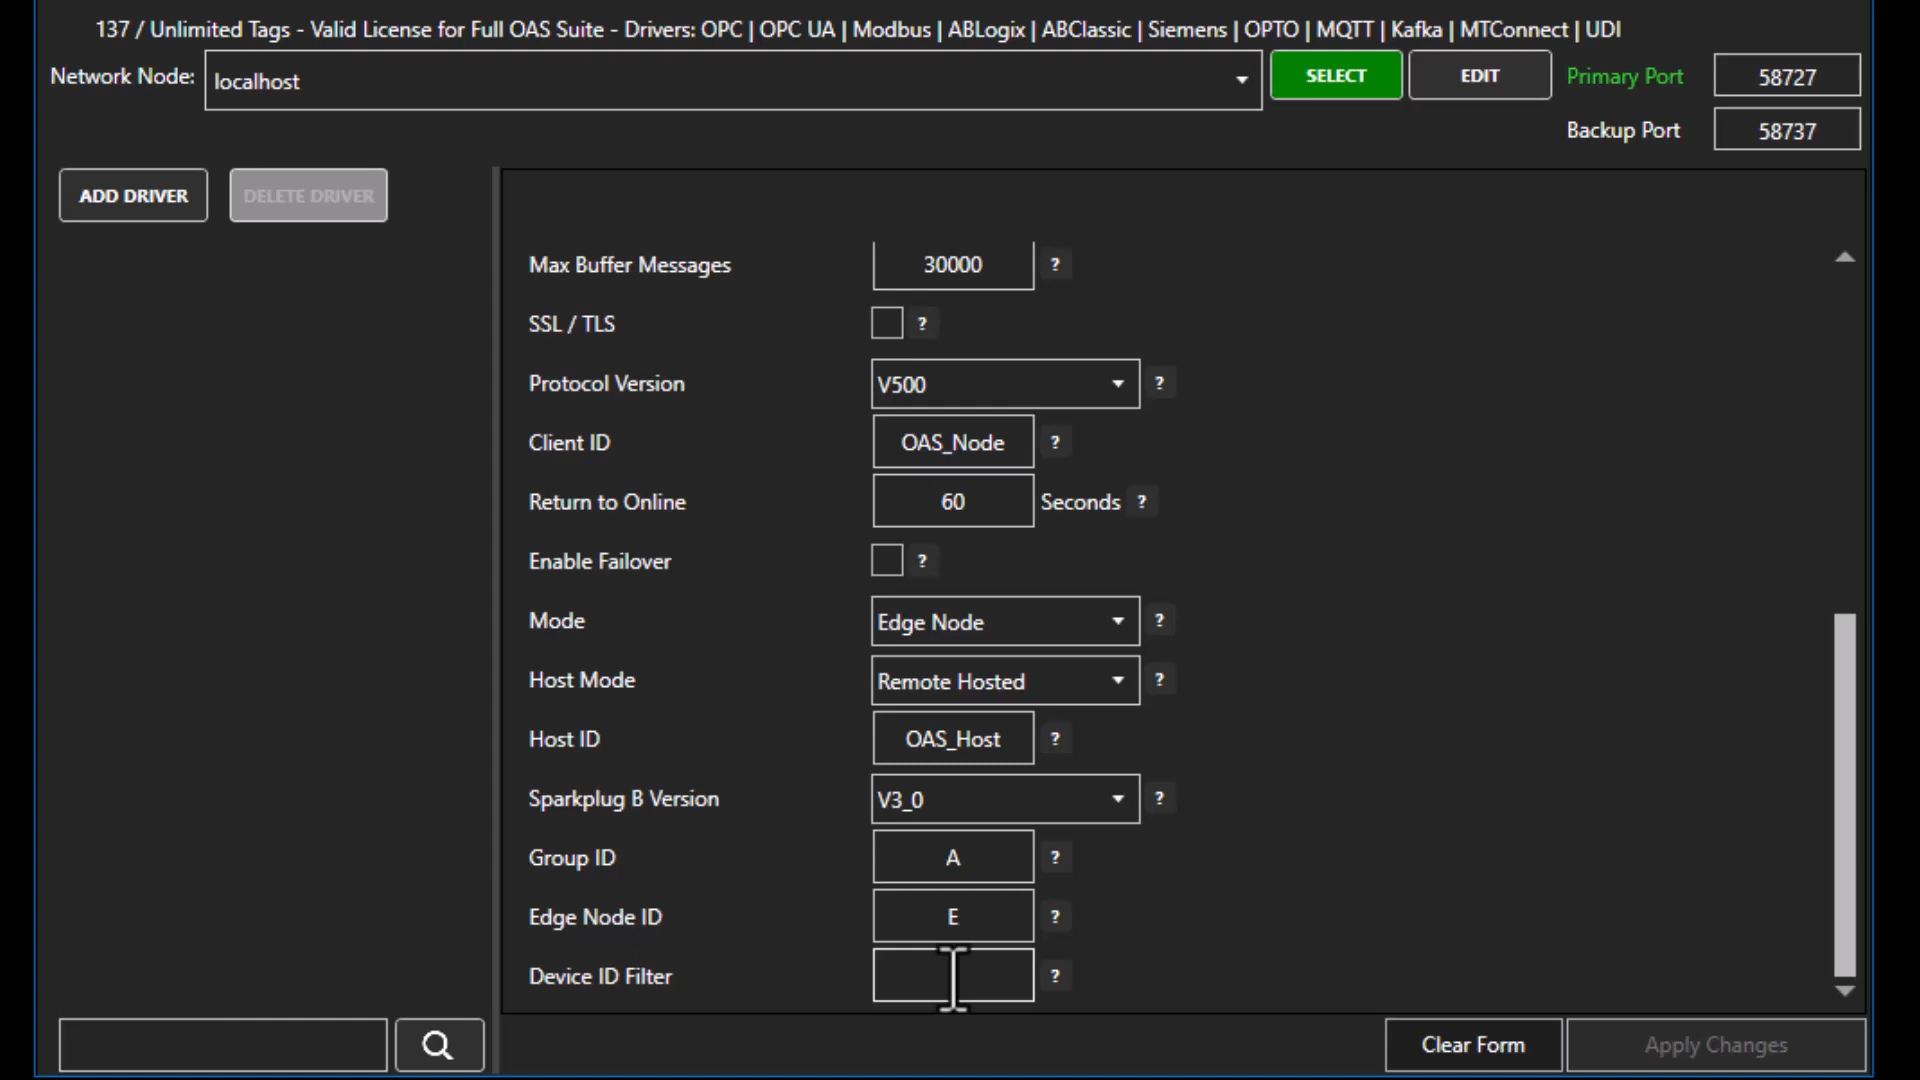 137 / Unlimited Tags - Valid License for Full OAS Suite - Drivers: OPC | OPC UA | Modbus | ABLogix | ABClassic | Siemens | OPTO | MQTT | Kafka | MTConnect | UDI
Network Node: localhost SELECT EDIT Primary Port 58727
Backup Port 58737
ADD DRIVER DELETE DRIVER
Max Buffer Messages 30000 ?
SSL / TLS ?
Protocol Version V500 ?
Client ID OAS_Node ?
Return to Online 60 Seconds ?
Enable Failover ?
Mode Edge Node ?
Host Mode Remote Hosted ?
Host ID OAS_Host ?
Sparkplug B Version V3_0 ?
Group ID A ?
Edge Node ID E ?
Device ID Filter ?
Clear Form Apply Changes